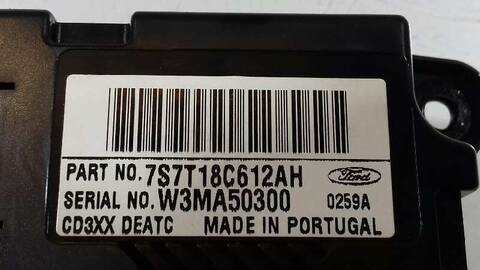 PART NO. 7S7T18C612AH
Ford
SERIAL NO. W3MA50300 0259A
CD3XX DEATC MADE IN PORTUGAL